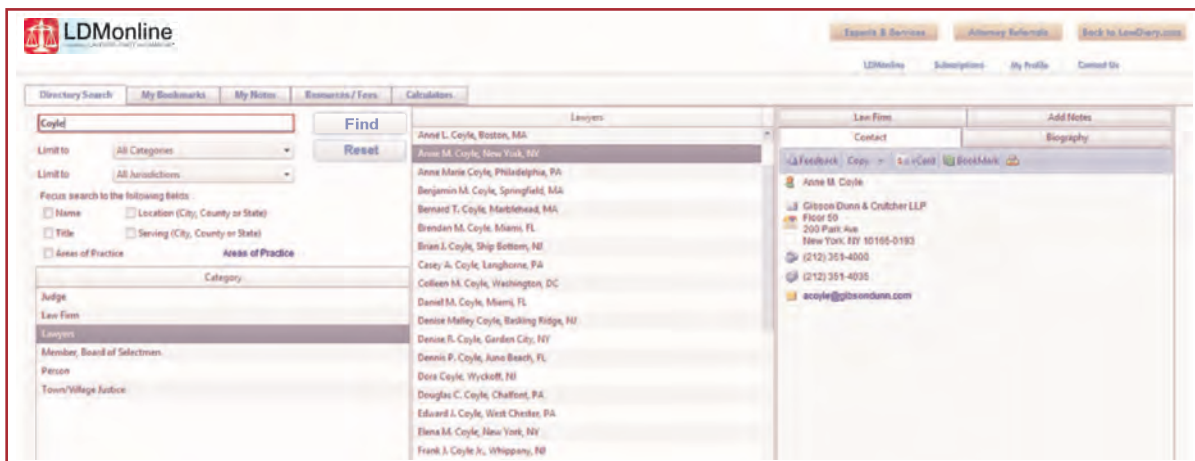 LDMonline
Experts & Services
Attorney Referrals
Back to LawDiary.com
LDMonline
Subscriptions
My Profile
Contact Us
Directory Search
My Bookmarks
My Notes
Resources / Fees
Calculators
Coyle
Find
Limit to
All Categories
Reset
Limit to
All Jurisdictions
Focus search to the following fields
Name
Location (City, County or State)
Title
Serving (City, County or State)
Areas of Practice
Areas of Practice
Category
Judge
Law Firm
Lawyers
Member, Board of Selectmen
Person
Town/Village Justice
Lawyers
Anne L. Coyle, Boston, MA
Anne M. Coyle, New York, NY
Anne Marie Coyle, Philadelphia, PA
Benjamin M. Coyle, Springfield, MA
Bernard T. Coyle, Marblehead, MA
Brendan M. Coyle, Miami, FL
Brian J. Coyle, Ship Bottom, NJ
Casey A. Coyle, Langhorne, PA
Colleen M. Coyle, Washington, DC
Daniel M. Coyle, Miami, FL
Denise Malley Coyle, Basking Ridge, NJ
Denise R. Coyle, Garden City, NY
Dennis P. Coyle, Juno Beach, FL
Dora Coyle, Wyckoff, NJ
Douglas C. Coyle, Chalfont, PA
Edward J. Coyle, West Chester, PA
Elena M. Coyle, New York, NY
Frank J. Coyle Jr., Whippany, NJ
Law Firm
Add Notes
Contact
Biography
Feedback
Copy
vCard
BookMark
Anne M. Coyle
Gibson Dunn & Crutcher LLP
Floor 50
200 Park Ave
New York, NY 10166-0193
(212) 351-4000
(212) 351-4035
acoyle@gibsondunn.com